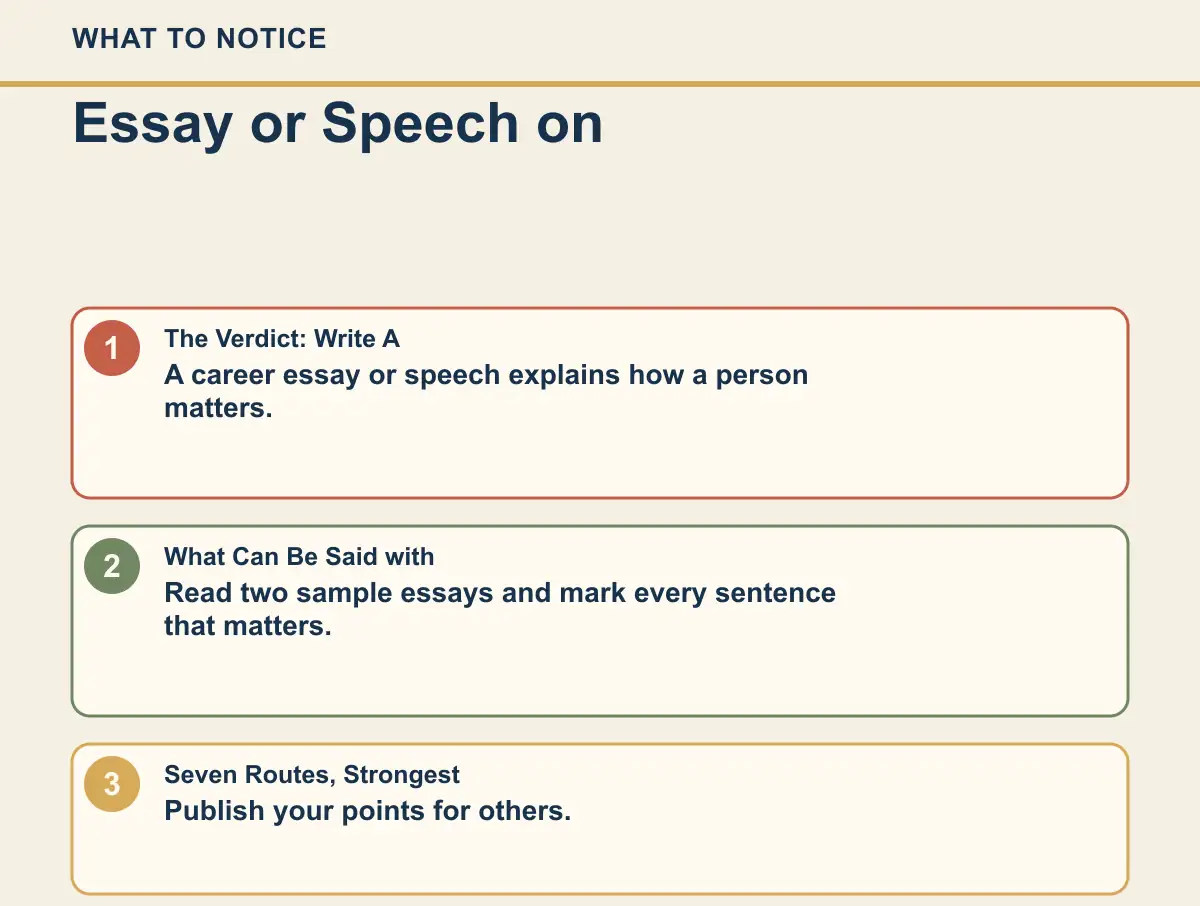 WHAT TO NOTICE
Essay or Speech on
1
The Verdict: Write A
A career essay or speech explains how a person
matters.
2
What Can Be Said with
Read two sample essays and mark every sentence
that matters.
3
Seven Routes, Strongest
Publish your points for others.